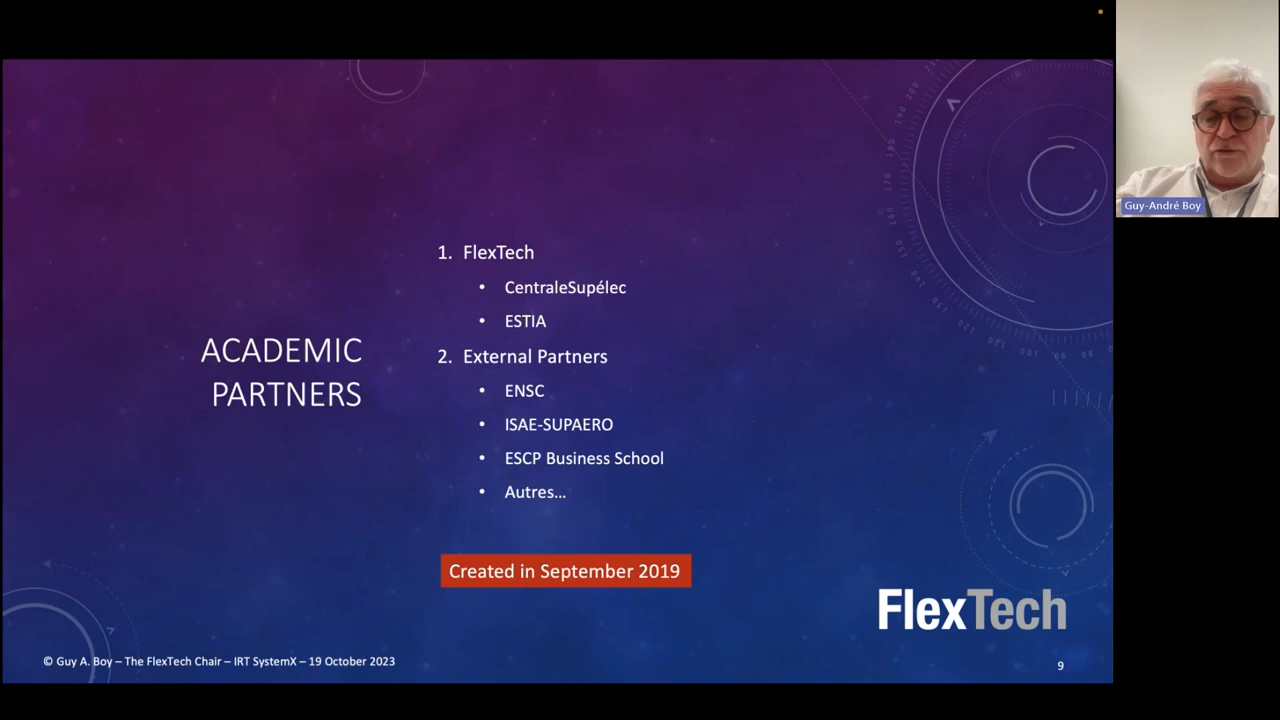 ACADEMIC
PARTNERS
1. FlexTech
• CentraleSupélec
• ESTIA
2. External Partners
• ENSC
• ISAE-SUPAERO
• ESCP Business School
• Autres...
Created in September 2019
FlexTech
© Guy A. Boy – The FlexTech Chair – IRT SystemX – 19 October 2023
9
Guy-André Boy